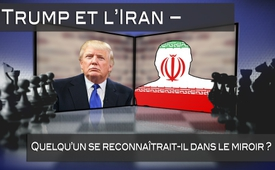 Trump et l'Iran –
Quelqu'un se reconnaîtrait-il dans le miroir ?